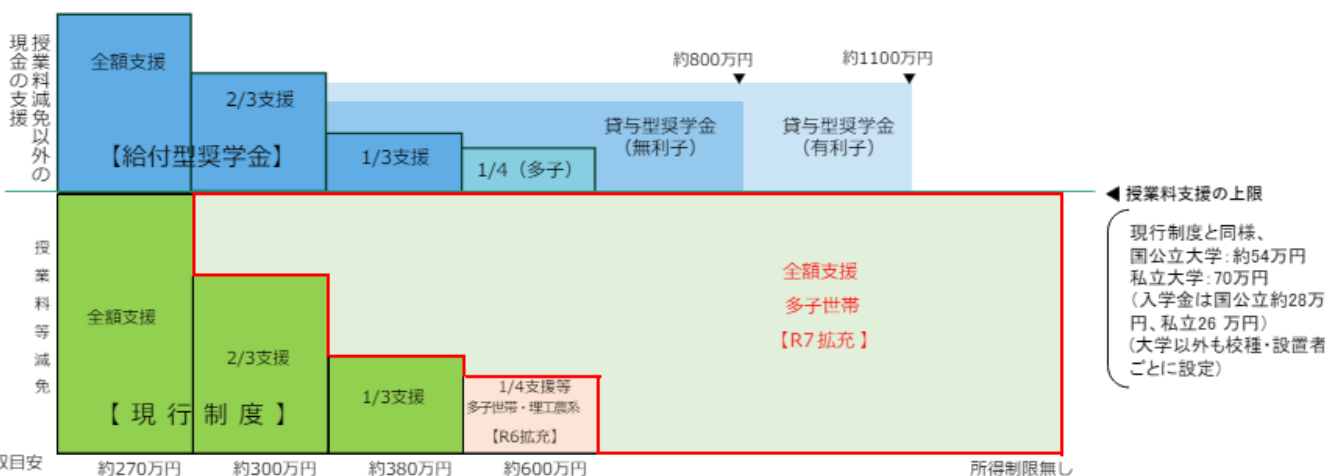 授業料減免以外の
現金の支援
全額支援
2/3支援
【給付型奨学金】
1/3支援
1/4（多子）
約800万円
約1100万円
貸与型奨学金
（無利子）
貸与型奨学金
（有利子）
授業料等減免
全額支援
2/3支援
【 現 行 制 度 】
1/3支援
1/4支援等
多子世帯・理工農系
【R6拡充】
全額支援
多子世帯
【R7拡充 】
◀ 授業料支援の上限
現行制度と同様、
国公立大学：約54万円
私立大学：70万円
（入学金は国公立約28万
円、私立26 万円）
（大学以外も校種・設置者
ごとに設定）
収目安
約270万円
約300万円
約380万円
約600万円
所得制限無し